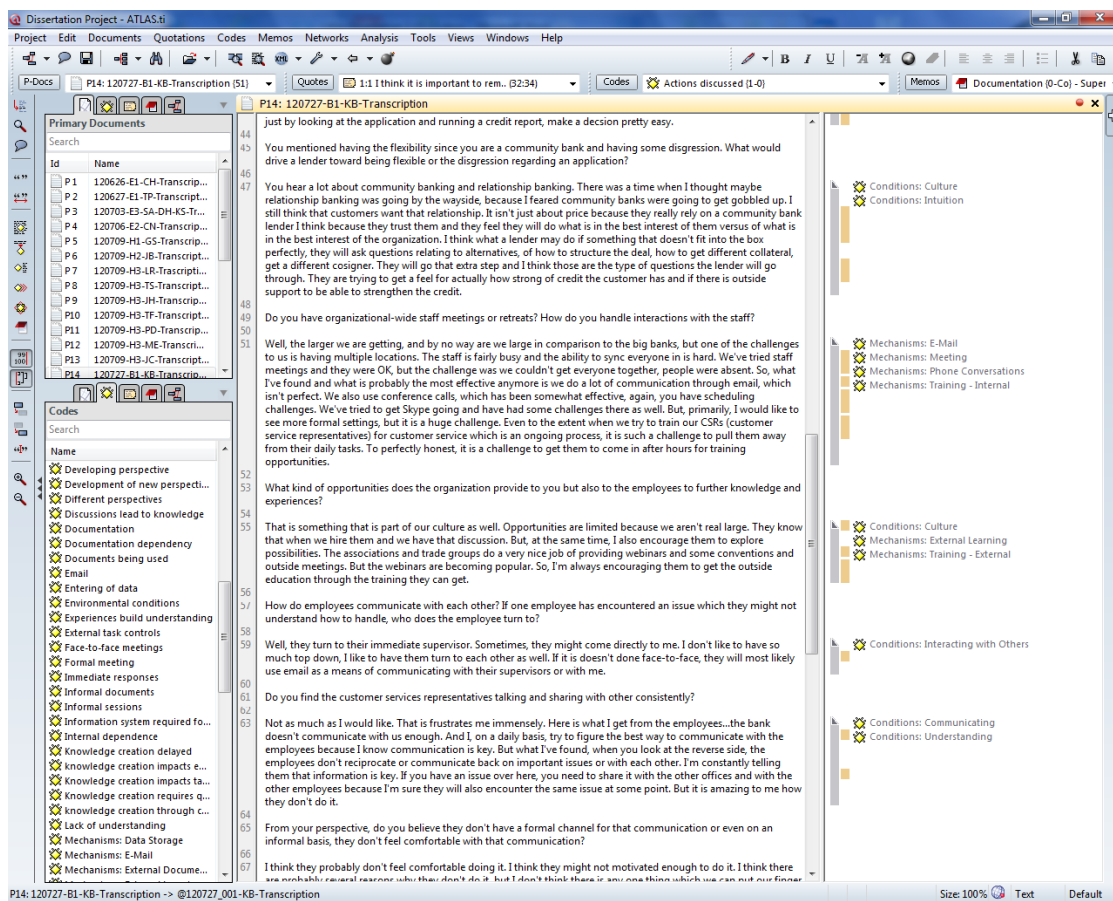 Dissertation Project - ATLAS.ti
Project Edit Documents Quotations Codes Memos Networks Analysis Tools Views Windows Help
P-Docs P14: 120727-B1-KB-Transcription {51} Quotes 1:1 I think it is important to rem.. (32:34) Codes Actions discussed {1-0} Memos Documentation {0-Co} - Super
P14: 120727-B1-KB-Transcription
Primary Documents
Search
Id Name
P 1 120626-E1-CH-Transcrip...
P 2 120627-E1-TP-Transcript...
P 3 120703-E3-SA-DH-KS-Tr...
P 4 120706-E2-CN_Transcrip...
P 5 120709-H1-GS-Transcrip...
P 6 120709-H2-JB-Transcript...
P 7 120709-H3-LR-Trascripti...
P 8 120709-H3-TS-Transcrip...
P 9 120709-H3-JH-Transcrip...
P10 120709-H3-TF-Transcrip...
P11 120709-H3-PD-Transcrip...
P12 120709-H3-ME-Transcri...
P13 120709-H3-JC-Transcript...
P14 120727-B1-KB-Transcrip...
Codes
Search
Name
Developing perspective
Development of new perspecti...
Different perspectives
Discussions lead to knowledge
Documentation
Documentation dependency
Documents being used
Email
Entering of data
Environmental conditions
Experiences build understanding
External task controls
Face-to-face meetings
Formal meeting
Immediate responses
Informal documents
Informal sessions
Information system required fo...
Internal dependence
Knowledge creation delayed
Knowledge creation impacts e...
Knowledge creation impacts ta...
Knowledge creation requires q...
knowledge creation through c...
Lack of understanding
Mechanisms: Data Storage
Mechanisms: E-Mail
Mechanisms: External Docume...
just by looking at the application and running a credit report, make a decsion pretty easy.
44
45 You mentioned having the flexibility since you are a community bank and having some disgression. What would
drive a lender toward being flexible or the disgression regarding an application?
46
47 You hear a lot about community banking and relationship banking. There was a time when I thought maybe
relationship banking was going by the wayside, because I feared community banks were going to get gobbled up. I
still think that customers want that relationship. It isn't just about price because they really rely on a community bank
lender I think because they trust them and they feel they will do what is in the best interest of them versus of what is
in the best interest of the organization. I think what a lender may do if something that doesn't fit into the box
perfectly, they will ask questions relating to alternatives, of how to structure the deal, how to get different collateral,
get a different cosigner. They will go that extra step and I think those are the type of questions the lender will go
through. They are trying to get a feel for actually how strong of credit the customer has and if there is outside
support to be able to strengthen the credit.
48
49 Do you have organizational-wide staff meetings or retreats? How do you handle interactions with the staff?
50
51 Well, the larger we are getting, and by no way are we large in comparison to the big banks, but one of the challenges
to us is having multiple locations. The staff is fairly busy and the ability to sync everyone in is hard. We've tried staff
meetings and they were OK, but the challenge was we couldn't get everyone together, people were absent. So, what
I've found and what is probably the most effective anymore is we do a lot of communication through email, which
isn't perfect. We also use conference calls, which has been somewhat effective, again, you have scheduling
challenges. We've tried to get Skype going and have had some challenges there as well. But, primarily, I would like to
see more formal settings, but it is a huge challenge. Even to the extent when we try to train our CSRs (customer
service representatives) for customer service which is an ongoing process, it is such a challenge to pull them away
from their daily tasks. To perfectly honest, it is a challenge to get them to come in after hours for training
opportunities.
52
53 What kind of opportunities does the organization provide to you but also to the employees to further knowledge and
experiences?
54
55 That is something that is part of our culture as well. Opportunities are limited because we aren't real large. They know
that when we hire them and we have that discussion. But, at the same time, I also encourage them to explore
possibilities. The associations and trade groups do a very nice job of providing webinars and some conventions and
outside meetings. But the webinars are becoming popular. So, I'm always encouraging them to get the outside
education through the training they can get.
56
57 How do employees communicate with each other? If one employee has encountered an issue which they might not
understand how to handle, who does the employee turn to?
58
59 Well, they turn to their immediate supervisor. Sometimes, they might come directly to me. I don't like to have so
much top down, I like to have them turn to each other as well. If it is doesn't done face-to-face, they will most likely
use email as a means of communicating with their supervisors or with me.
60
61 Do you find the customer services representatives talking and sharing with other consistently?
62
63 Not as much as I would like. That is frustrates me immensely. Here is what I get from the employees...the bank
doesn't communicate with us enough. And I, on a daily basis, try to figure the best way to communicate with the
employees because I know communication is key. But what I've found, when you look at the reverse side, the
employees don't reciprocate or communicate back on important issues or with each other. I'm constantly telling
them that information is key. If you have an issue over here, you need to share it with the other offices and with the
other employees because I'm sure they will also encounter the same issue at some point. But it is amazing to me how
they don't do it.
64
65 From your perspective, do you believe they don't have a formal channel for that communication or even on an
informal basis, they don't feel comfortable with that communication?
66
67 I think they probably don't feel comfortable doing it. I think they might not motivated enough to do it. I think there
are probably several reasons why they don't do it, but I don't think there is any one thing which we can put our finger
Conditions: Culture
Conditions: Intuition
Mechanisms: E-Mail
Mechanisms: Meeting
Mechanisms: Phone Conversations
Mechanisms: Training - Internal
Conditions: Culture
Mechanisms: External Learning
Mechanisms: Training - External
Conditions: Interacting with Others
Conditions: Communicating
Conditions: Understanding
P14: 120727-B1-KB-Transcription -> @120727_001-KB-Transcription Size: 100% Text Default